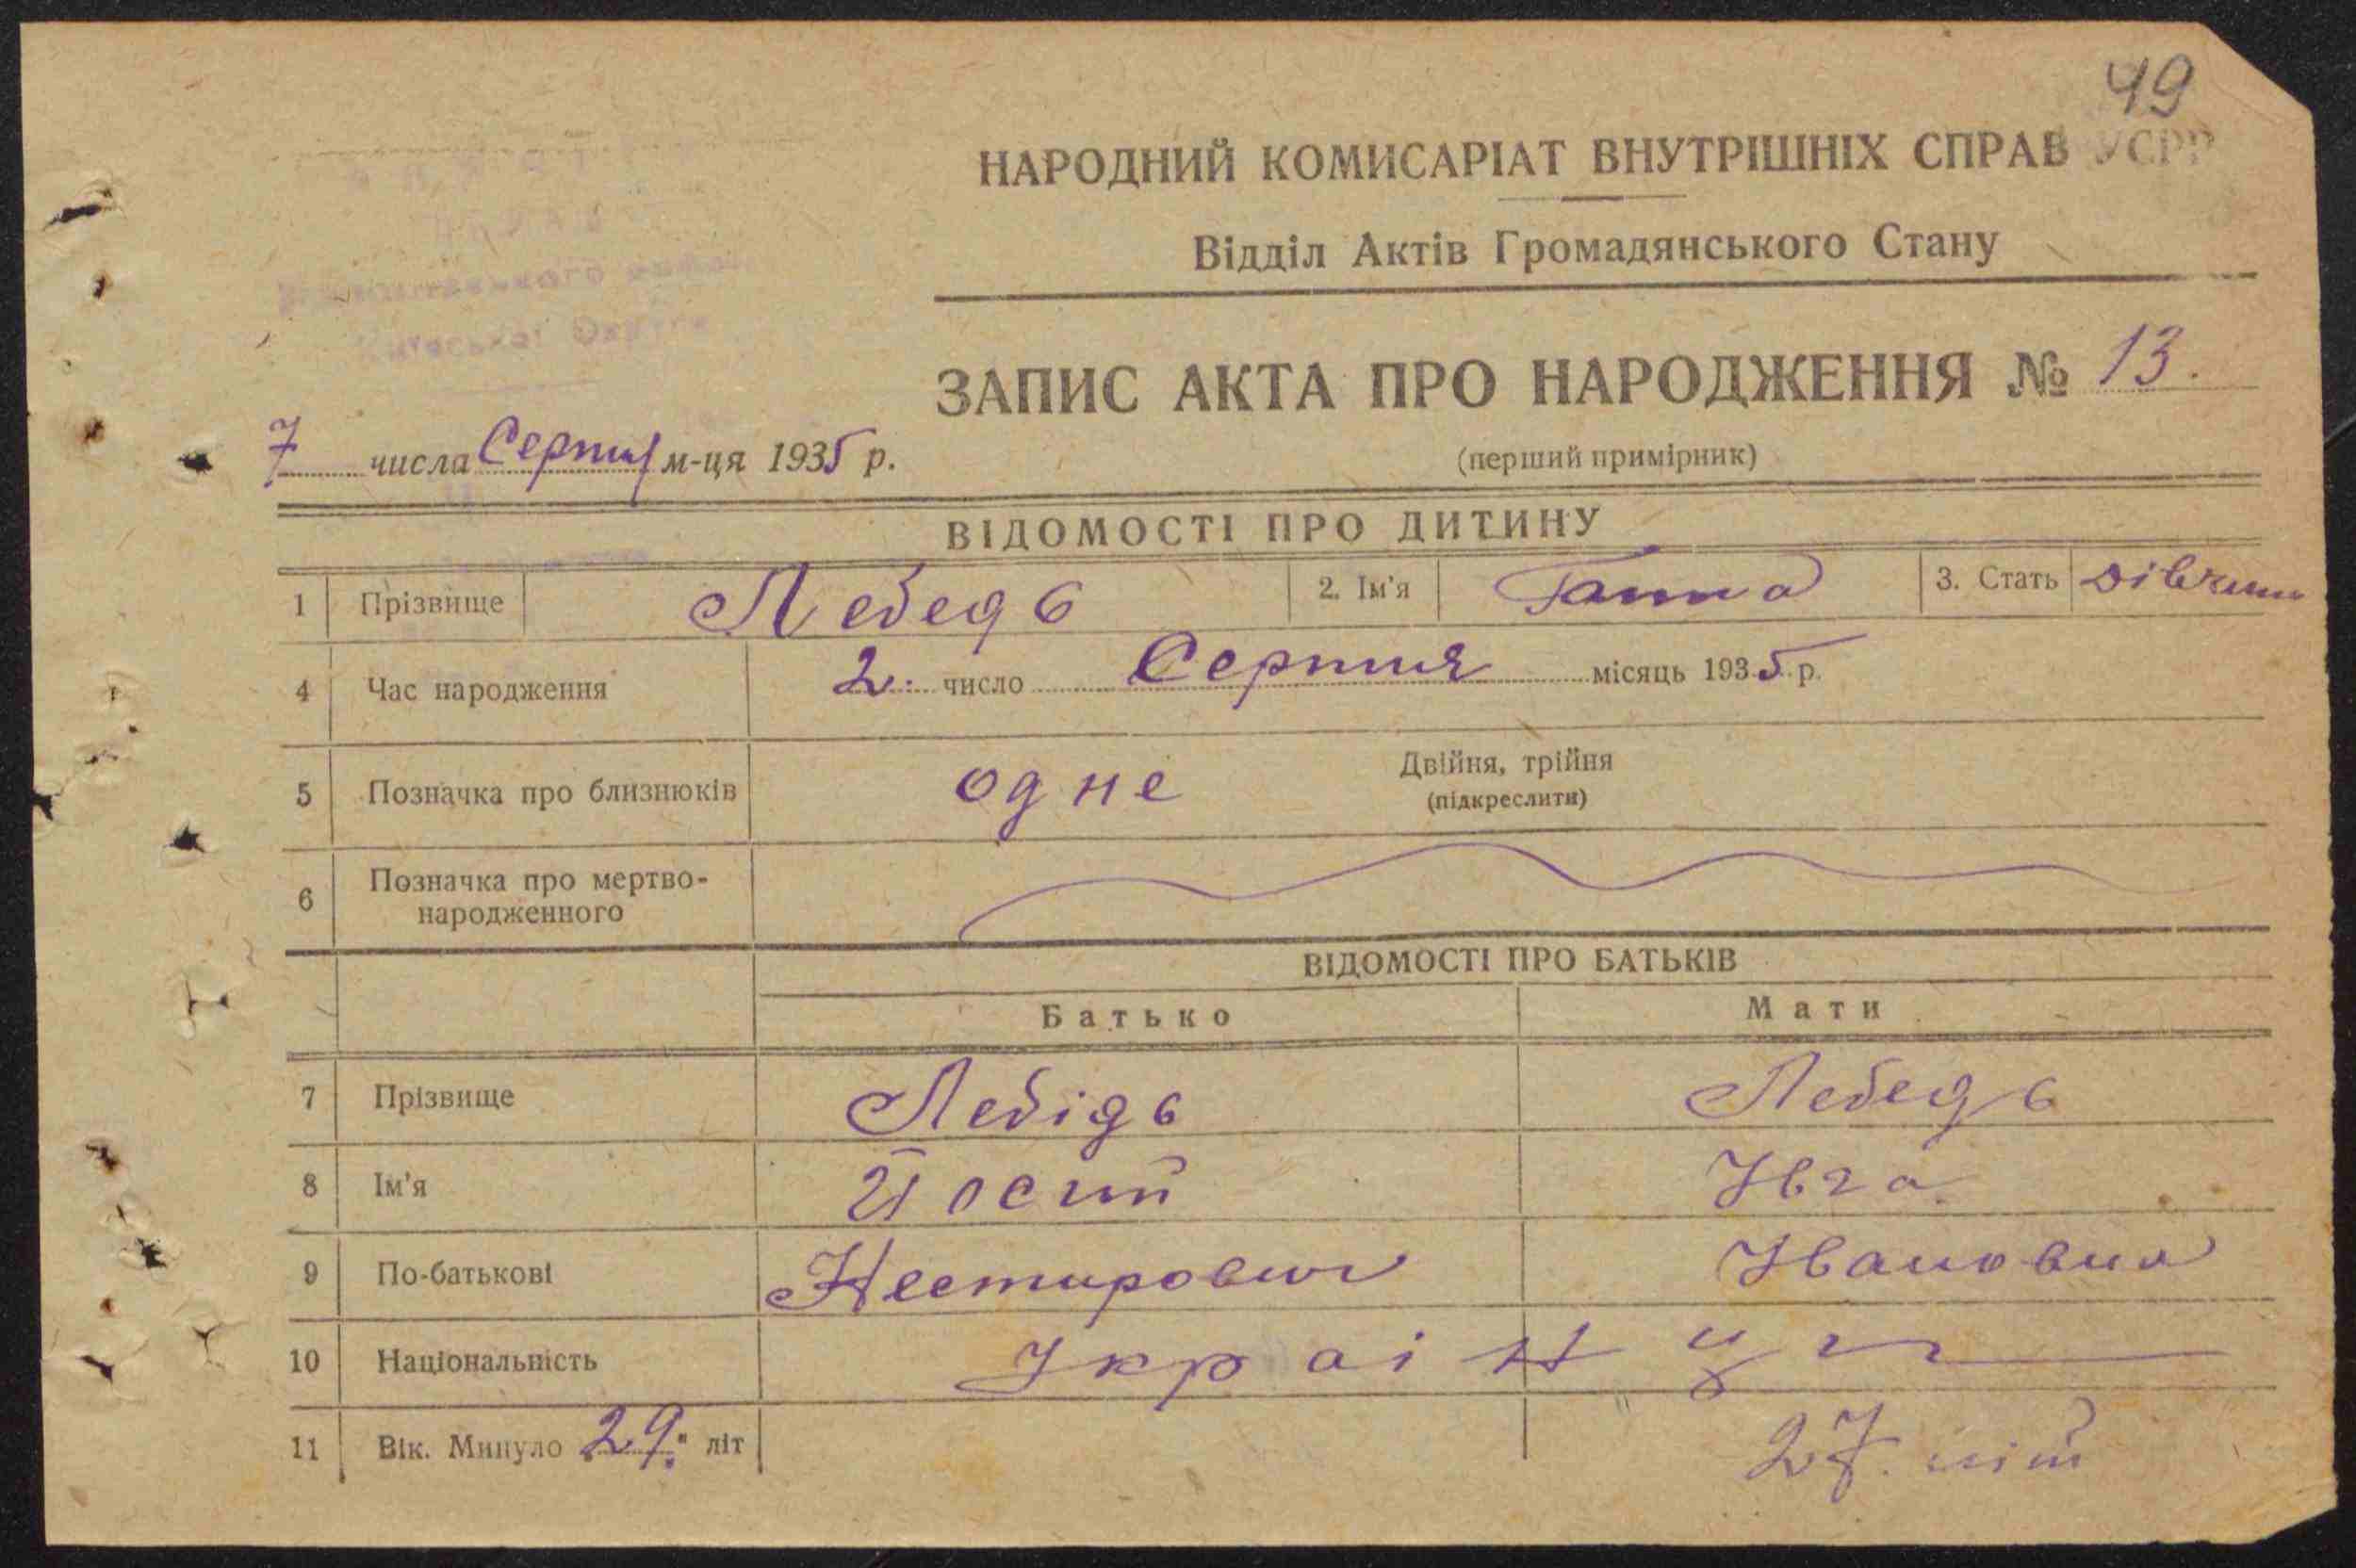 49
НАРОДНИЙ КОМИСАРІАТ ВНУТРІШНІХ СПРАВ УСРР
Відділ Актів Громадянського Стану
ЗАПИС АКТА ПРО НАРОДЖЕННЯ № 13.
(перший примірник)
7 числа Серпня м-ця 1935 р.
ВІДОМОСТІ ПРО ДИТИНУ
1 Прізвище Лебедь 2. Ім'я Ганна 3. Стать дівчина
4 Час народження 2. число Серпня місяць 1935 р.
5 Позначка про близнюків одне Двійня, трійня
(підкреслити)
6 Позначка про мертво-
народженного
ВІДОМОСТІ ПРО БАТЬКІВ
Батько Мати
7 Прізвище Лебідь Лебедь
8 Ім'я Йосип Івга
9 По-батькові Нестирович Івановна
10 Національність Українці
11 Вік. Минуло 29. літ 27. літ